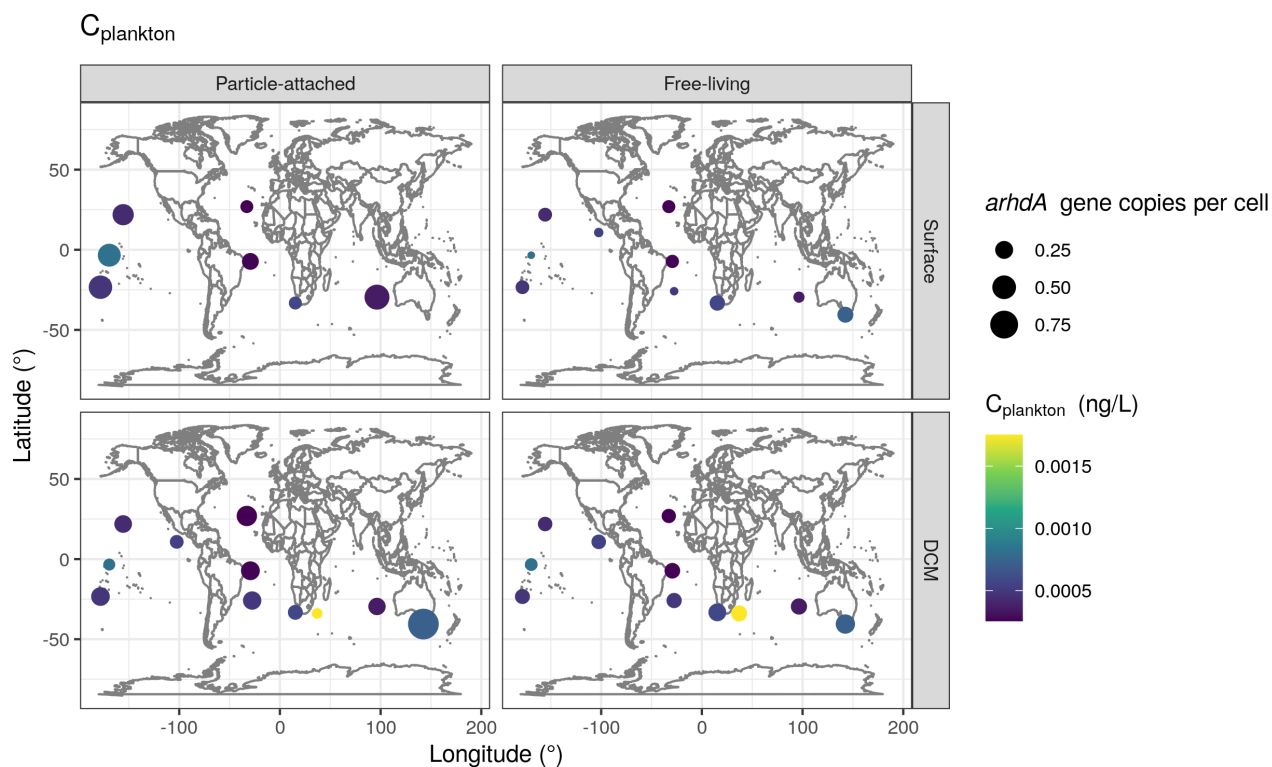 Cplankton
Particle-attached
Free-living
Surface
DCM
50
0
-50
50
0
-50
-100
0
100
200
-100
0
100
200
Latitude (°)
Longitude (°)
arhdA gene copies per cell
0.25
0.50
0.75
Cplankton (ng/L)
0.0015
0.0010
0.0005